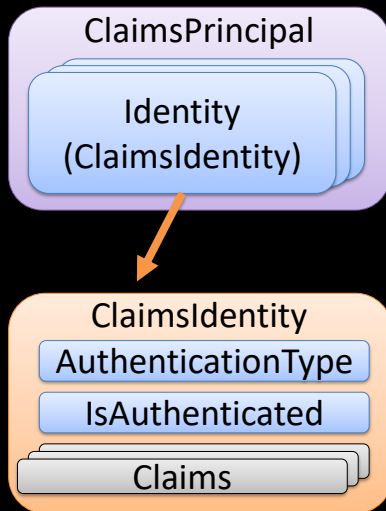 ClaimsPrincipal
Identity
(ClaimsIdentity)
ClaimsIdentity
AuthenticationType
IsAuthenticated
Claims